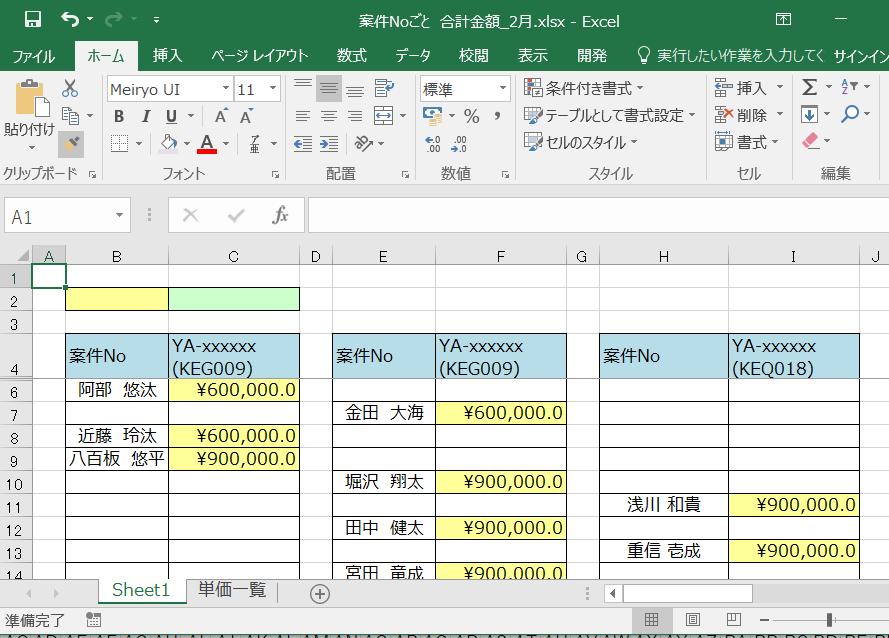 案件Noごと 合計金額_2月.xlsx - Excel
ファイル ホーム 挿入 ページ レイアウト 数式 データ 校閲 表示 開発 実行したい作業を入力してく サインイン
Meiryo UI 11 標準 条件付き書式 挿入
貼り付け B I U A A % , テーブルとして書式設定 削除
A .00 .00 セルのスタイル 書式
クリップボード フォント 配置 数値 スタイル セル 編集
A1 fx
A B C D E F G H I J
1
2
3
4 案件No YA-xxxxxx (KEG009) 案件No YA-xxxxxx (KEG009) 案件No YA-xxxxxx (KEQ018)
6 阿部 悠汰 ¥600,000.0
7 金田 大海 ¥600,000.0
8 近藤 玲汰 ¥600,000.0
9 八百板 悠平 ¥900,000.0
10 堀沢 翔太 ¥900,000.0
11 浅川 和貴 ¥900,000.0
12 田中 健太 ¥900,000.0
13 重信 壱成 ¥900,000.0
14 宮田 竜成 ¥900,000.0
Sheet1 単価一覧
準備完了